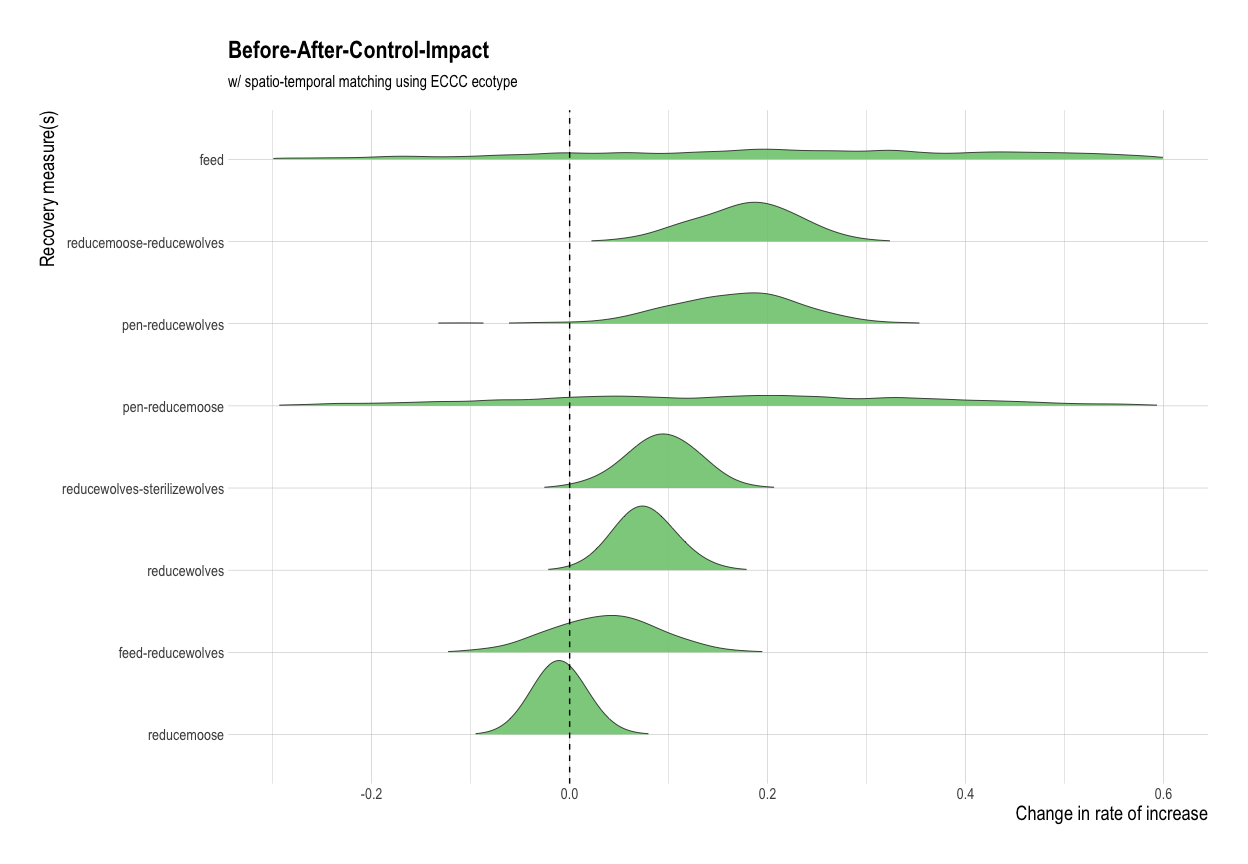 Before-After-Control-Impact
w/ spatio-temporal matching using ECCC ecotype
Recovery measure(s)
feed
reducemoose-reducewolves
pen-reducewolves
pen-reducemoose
reducewolves-sterilizewolves
reducewolves
feed-reducewolves
reducemoose
-0.2 0.0 0.2 0.4 0.6
Change in rate of increase